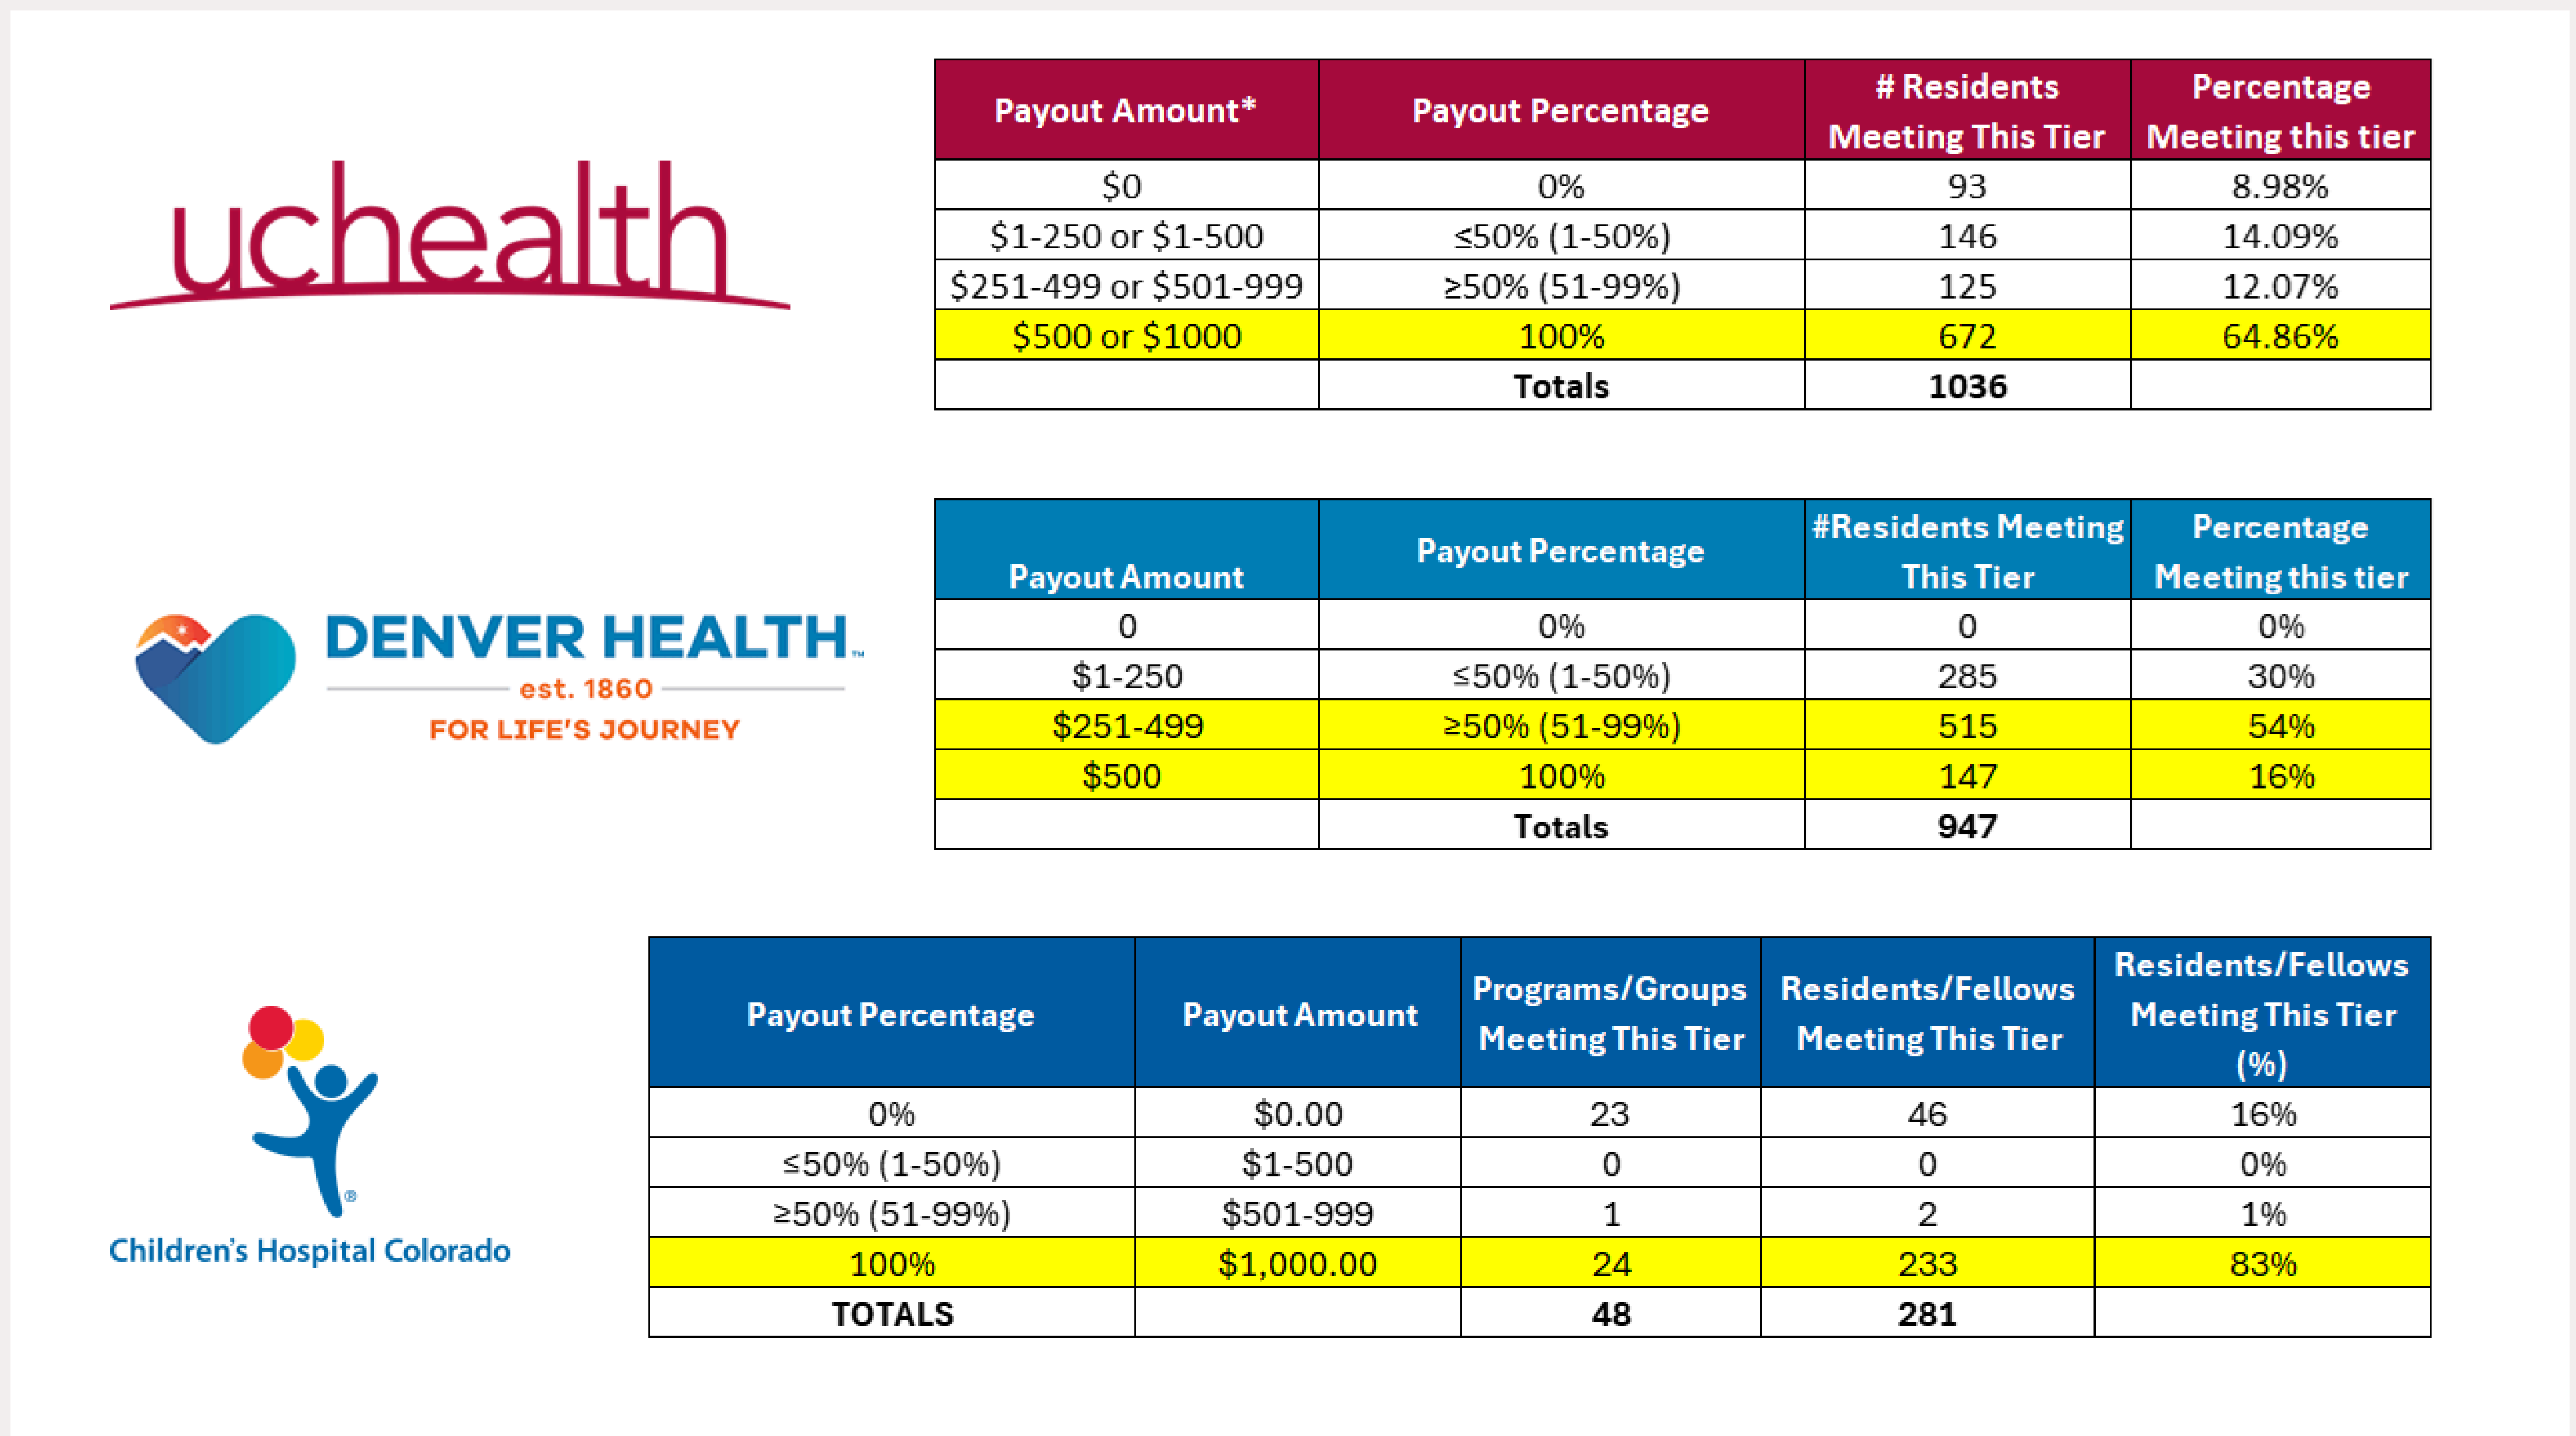 uchealth
Payout Amount* Payout Percentage # Residents Meeting This Tier Percentage Meeting this tier
$0 0% 93 8.98%
$1-250 or $1-500 ≤50% (1-50%) 146 14.09%
$251-499 or $501-999 ≥50% (51-99%) 125 12.07%
$500 or $1000 100% 672 64.86%
Totals 1036
DENVER HEALTH™
est. 1860
FOR LIFE'S JOURNEY
Payout Amount Payout Percentage #Residents Meeting This Tier Percentage Meeting this tier
0 0% 0 0%
$1-250 ≤50% (1-50%) 285 30%
$251-499 ≥50% (51-99%) 515 54%
$500 100% 147 16%
Totals 947
®
Children's Hospital Colorado
Payout Percentage Payout Amount Programs/Groups Meeting This Tier Residents/Fellows Meeting This Tier Residents/Fellows Meeting This Tier (%)
0% $0.00 23 46 16%
≤50% (1-50%) $1-500 0 0 0%
≥50% (51-99%) $501-999 1 2 1%
100% $1,000.00 24 233 83%
TOTALS 48 281